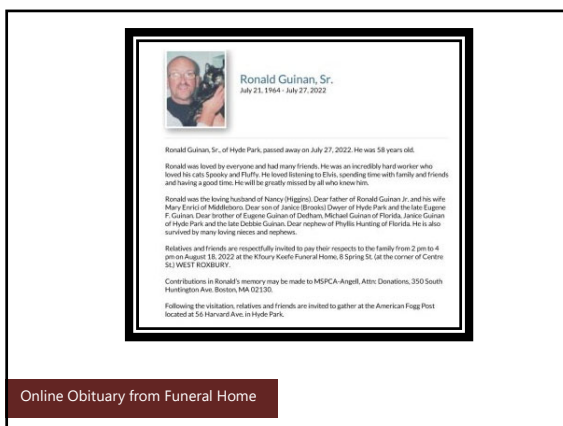 Ronald Guinan, Sr.
July 21, 1964 - July 27, 2022
Ronald Guinan, Sr., of Hyde Park, passed away on July 27, 2022. He was 58 years old.
Ronald was loved by everyone and had many friends. He was an incredibly hard worker who
loved his cats Spooky and Fluffy. He loved listening to Elvis, spending time with family and friends
and having a good time. He will be greatly missed by all who knew him.
Ronald was the loving husband of Nancy (Higgins). Dear father of Ronald Guinan Jr. and his wife
Mary Enrici of Middleboro. Dear son of Janice (Brooks) Dwyer of Hyde Park and the late Eugene
F. Guinan. Dear brother of Eugene Guinan of Dedham, Michael Guinan of Florida, Janice Guinan
of Hyde Park and the late Debbie Guinan. Dear nephew of Phyllis Hunting of Florida. He is also
survived by many loving nieces and nephews.
Relatives and friends are respectfully invited to pay their respects to the family from 2 pm to 4
pm on August 18, 2022 at the Kfoury Keefe Funeral Home, 8 Spring St. (at the corner of Centre
St.) WEST ROXBURY.
Contributions in Ronald's memory may be made to MSPCA-Angell, Attn: Donations, 350 South
Huntington Ave. Boston, MA 02130.
Following the visitation, relatives and friends are invited to gather at the American Fogg Post
located at 56 Harvard Ave. in Hyde Park.
Online Obituary from Funeral Home